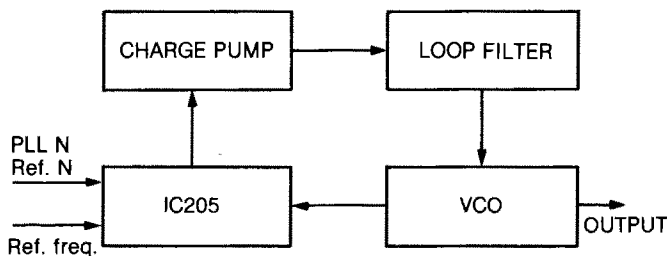 CHARGE PUMP
LOOP FILTER
PLL N
Ref. N
IC205
VCO
OUTPUT
Ref. freq.